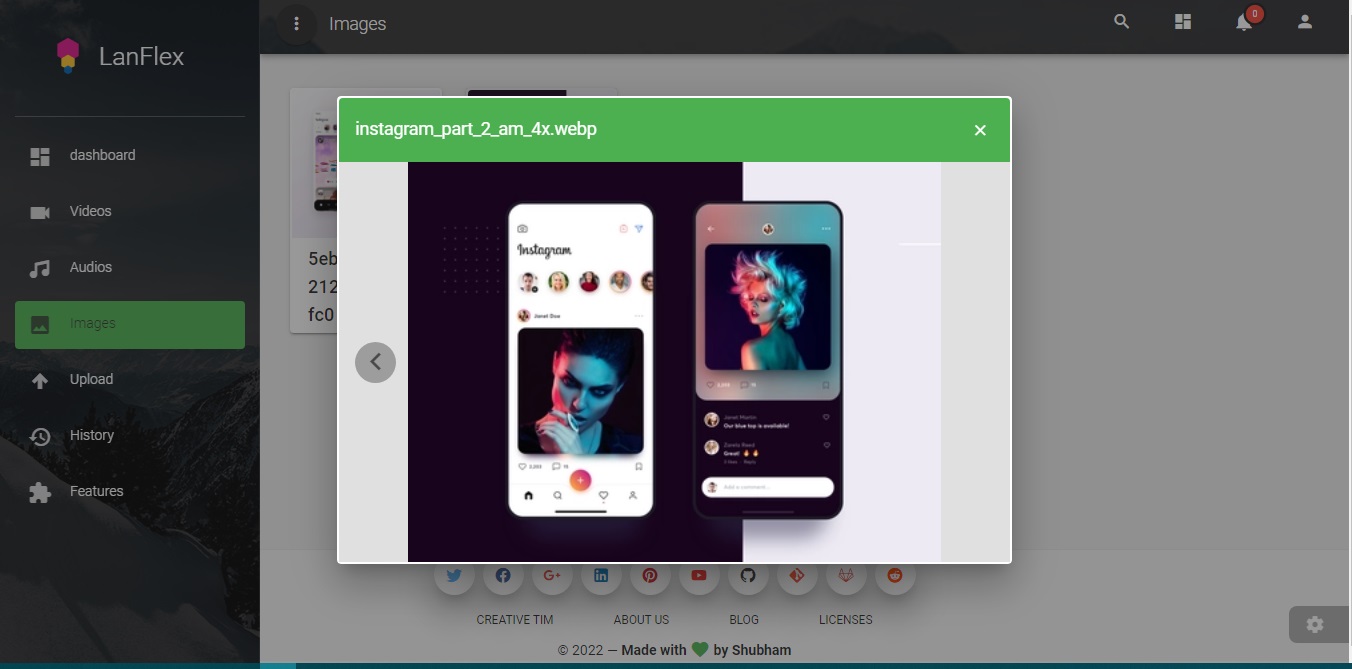 LanFlex
Images
0
dashboard
Videos
Audios
Images
Upload
History
Features
5eb
212
fc0
instagram_part_2_am_4x.webp
Instagram
Janet Doe
Janet Martin
Our blue top is available!
Great!
Add a comment...
CREATIVE TIM
ABOUT US
BLOG
LICENSES
© 2022 — Made with by Shubham